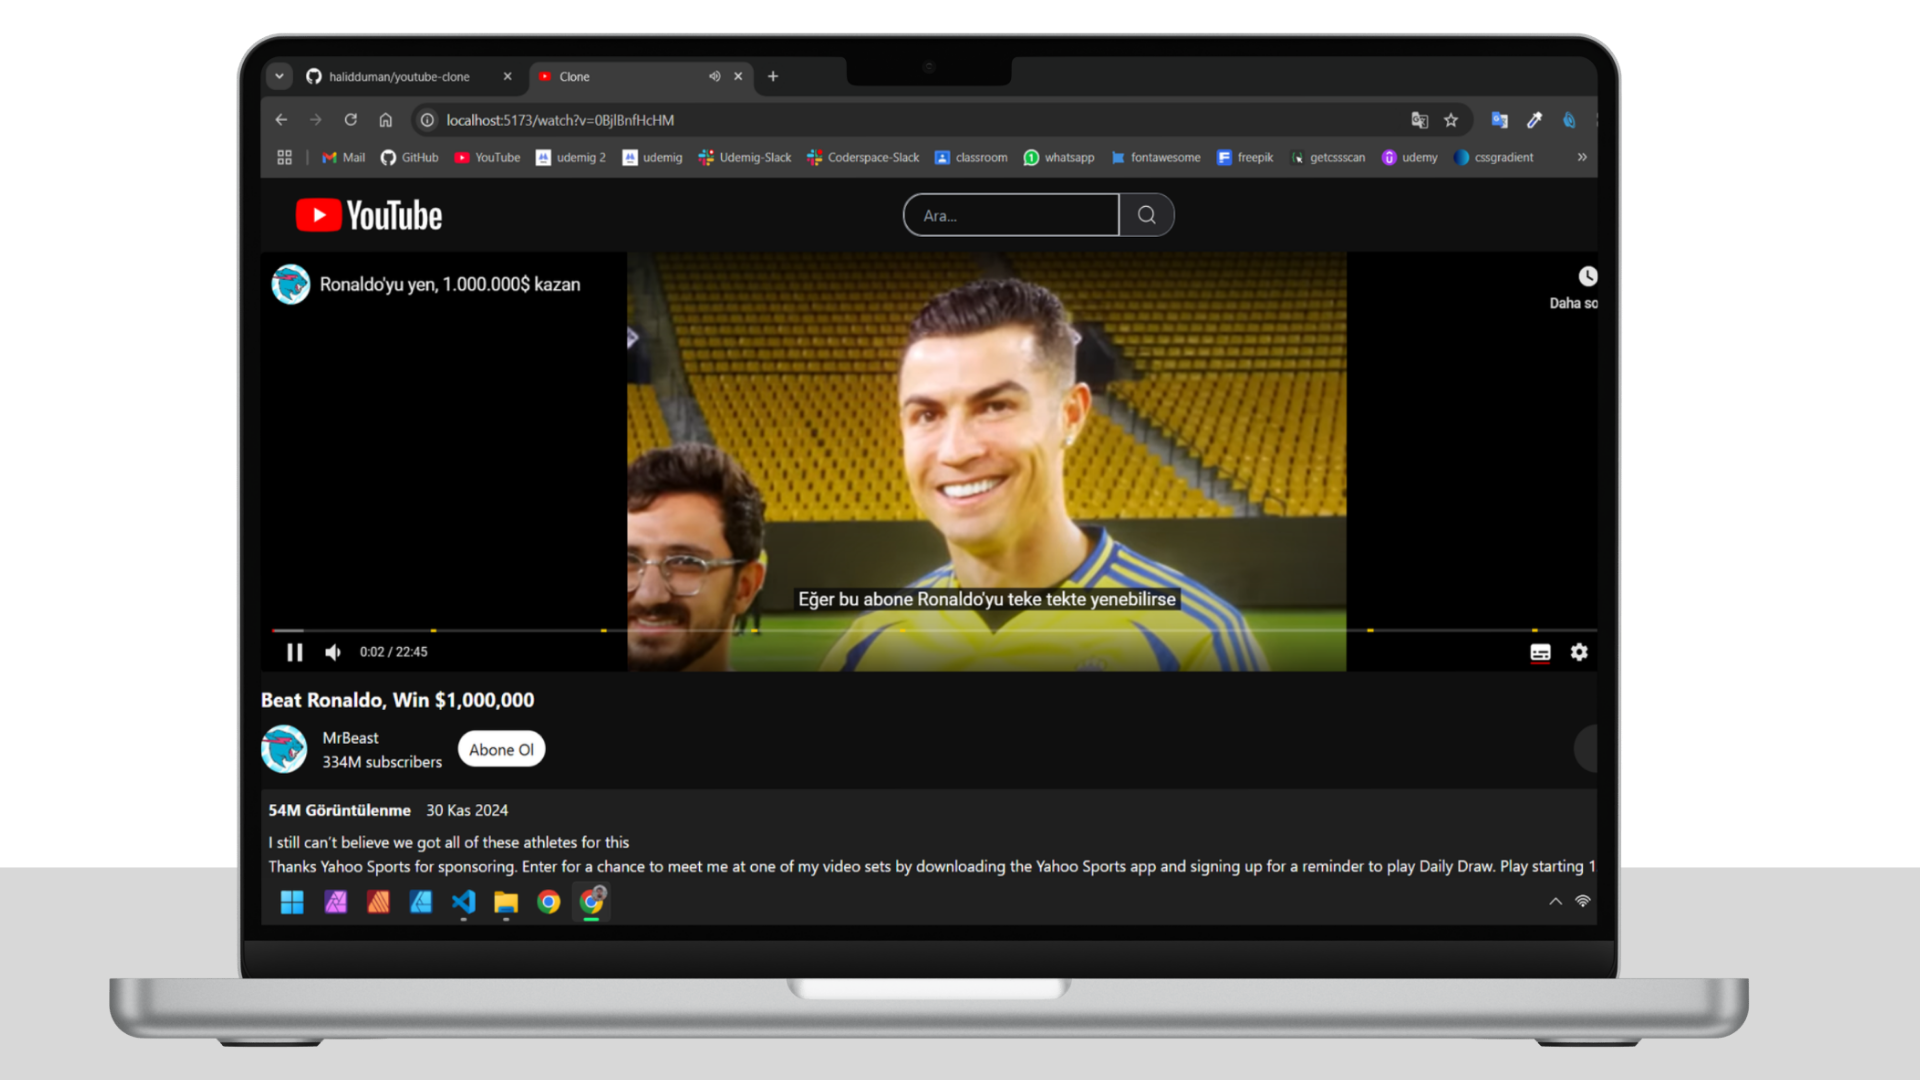 halidduman/youtube-clone
Clone
localhost:5173/watch?v=0BjlBnfHcHM
Mail GitHub YouTube udemig 2 udemig Udemig-Slack Coderspace-Slack classroom whatsapp fontawesome freepik getcssscan udemy cssgradient
YouTube
Ara...
Ronaldo'yu yen, 1.000.000$ kazan
Daha so
Eğer bu abone Ronaldo'yu teke tekte yenebilirse
0:02 / 22:45
Beat Ronaldo, Win $1,000,000
MrBeast
334M subscribers
Abone Ol
54M Görüntülenme 30 Kas 2024
I still can't believe we got all of these athletes for this
Thanks Yahoo Sports for sponsoring. Enter for a chance to meet me at one of my video sets by downloading the Yahoo Sports app and signing up for a reminder to play Daily Draw. Play starting 1